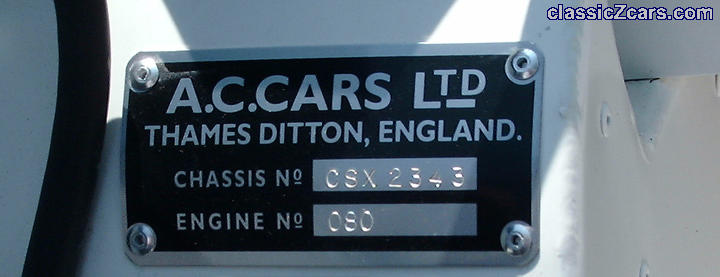 classicZcars.com
A.C.CARS LTD
THAMES DITTON, ENGLAND.
CHASSIS Nº CSX 2343
ENGINE Nº 080